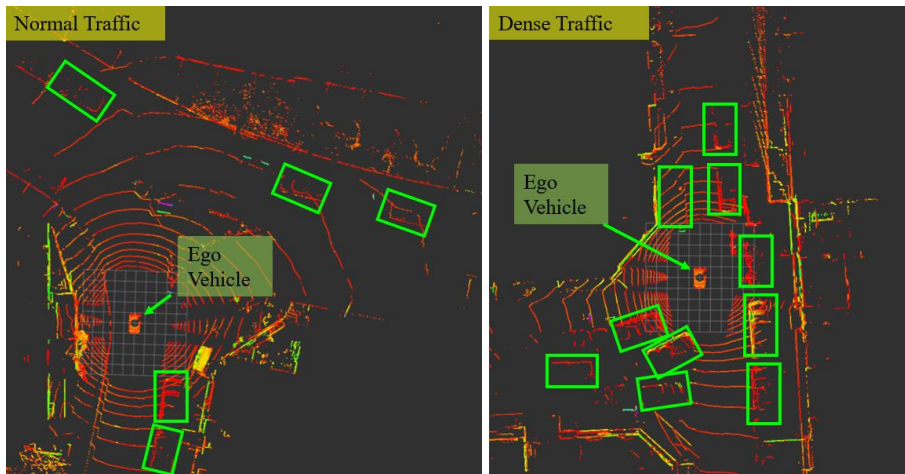 Normal Traffic
Ego
Vehicle
Dense Traffic
Ego
Vehicle